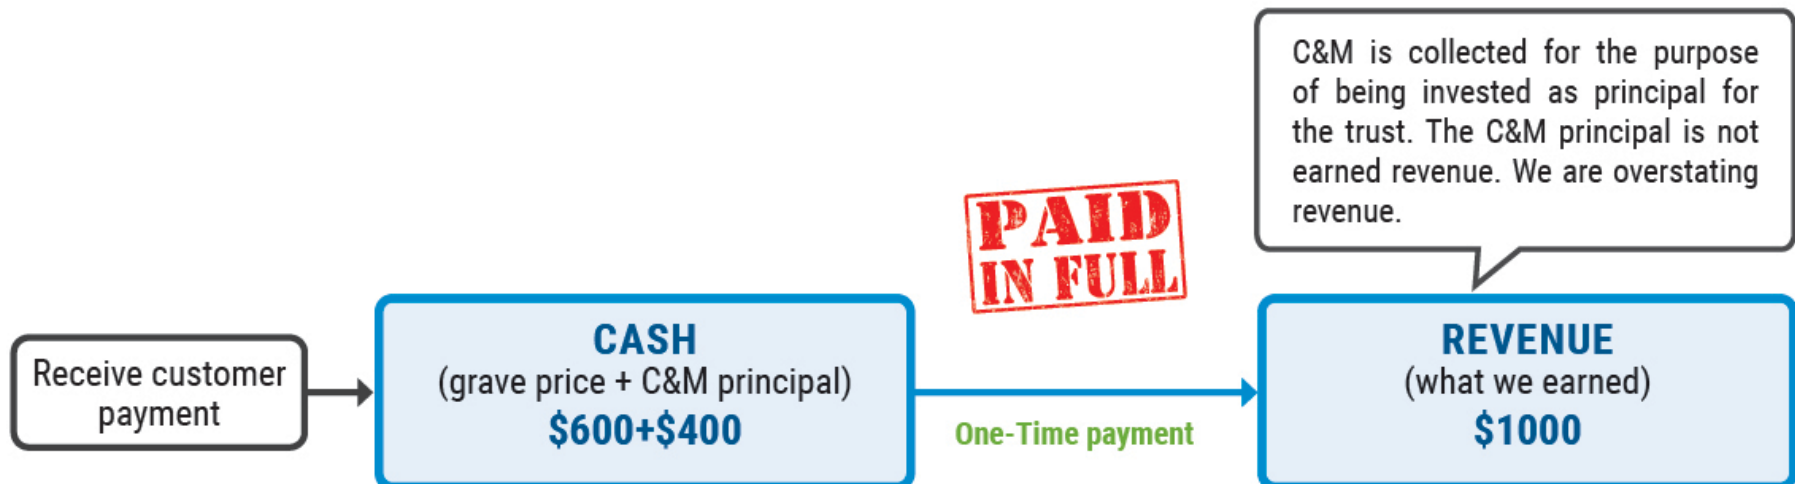 C&M is collected for the purpose
of being invested as principal for
the trust. The C&M principal is not
earned revenue. We are overstating
revenue.
PAID
IN FULL
Receive customer
payment
CASH
(grave price + C&M principal)
$600+$400
One-Time payment
REVENUE
(what we earned)
$1000